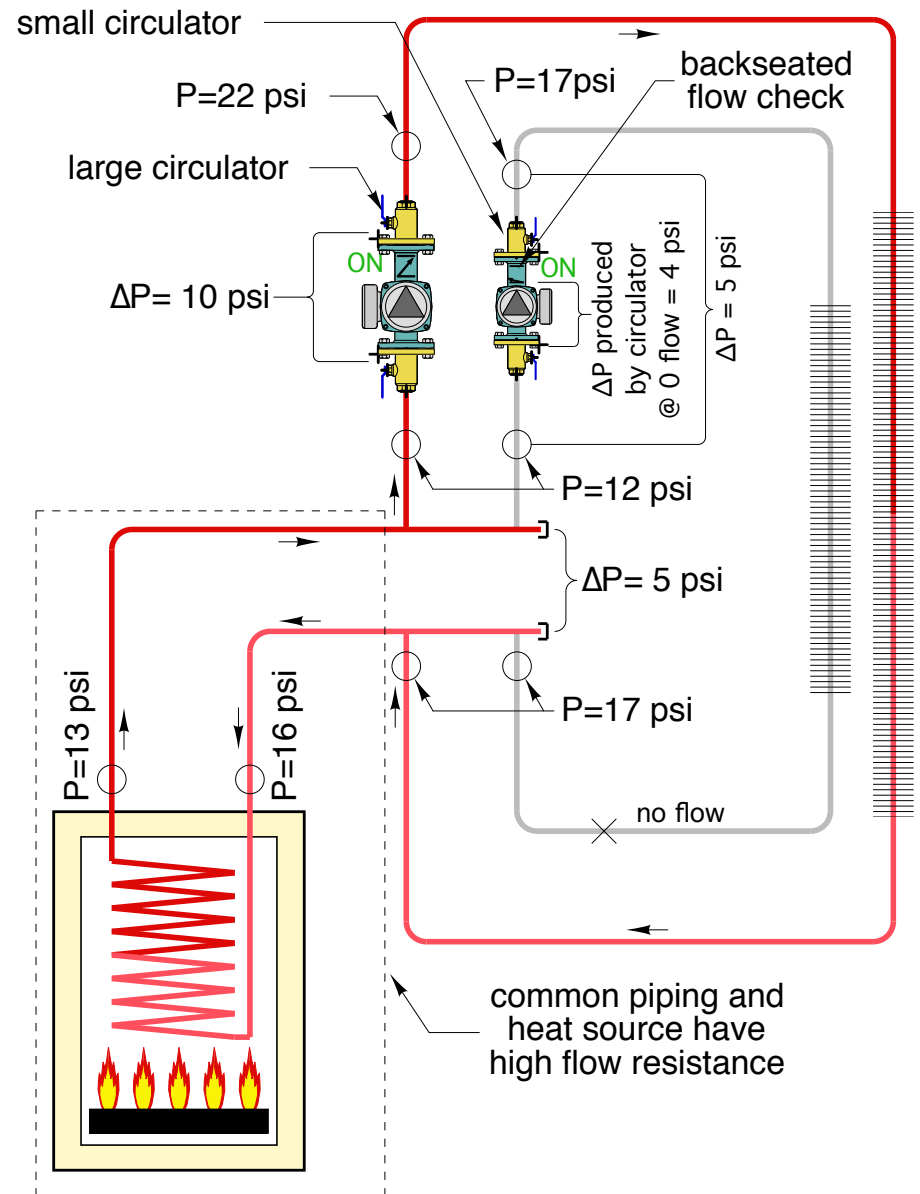 small circulator
P=22 psi
P=17psi
backseated
flow check
large circulator
ON
ON
ΔP= 10 psi
ΔP produced
by circulator
@ 0 flow = 4 psi
ΔP = 5 psi
P=12 psi
ΔP= 5 psi
P=17 psi
P=13 psi
P=16 psi
no flow
common piping and
heat source have
high flow resistance